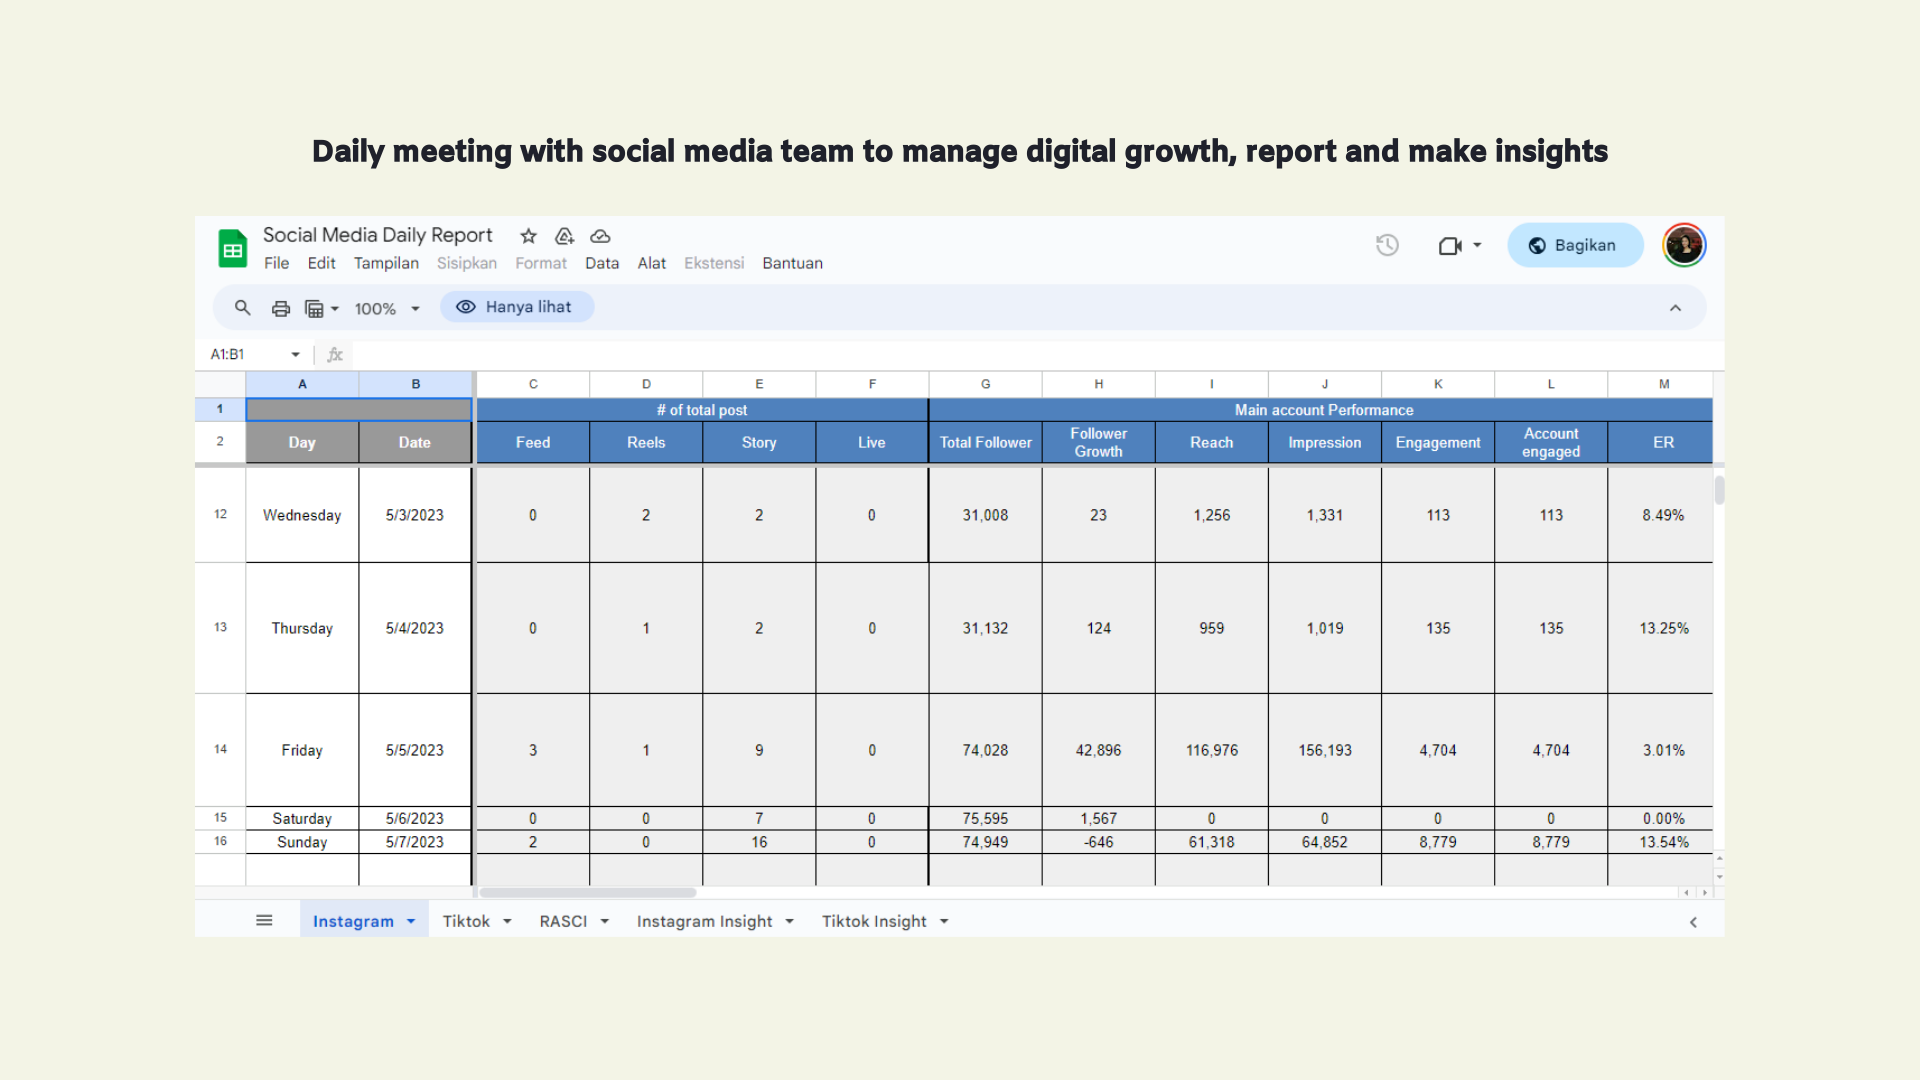 Daily meeting with social media team to manage digital growth, report and make insights
Social Media Daily Report
File Edit Tampilan Sisipkan Format Data Alat Ekstensi Bantuan
Bagikan
100% Hanya lihat
A1:B1 fx
A B C D E F G H I J K L M
1 # of total post Main account Performance
2 Day Date Feed Reels Story Live Total Follower Follower Growth Reach Impression Engagement Account engaged ER
12 Wednesday 5/3/2023 0 2 2 0 31,008 23 1,256 1,331 113 113 8.49%
13 Thursday 5/4/2023 0 1 2 0 31,132 124 959 1,019 135 135 13.25%
14 Friday 5/5/2023 3 1 9 0 74,028 42,896 116,976 156,193 4,704 4,704 3.01%
15 Saturday 5/6/2023 0 0 7 0 75,595 1,567 0 0 0 0 0.00%
16 Sunday 5/7/2023 2 0 16 0 74,949 -646 61,318 64,852 8,779 8,779 13.54%
Instagram Tiktok RASCI Instagram Insight Tiktok Insight